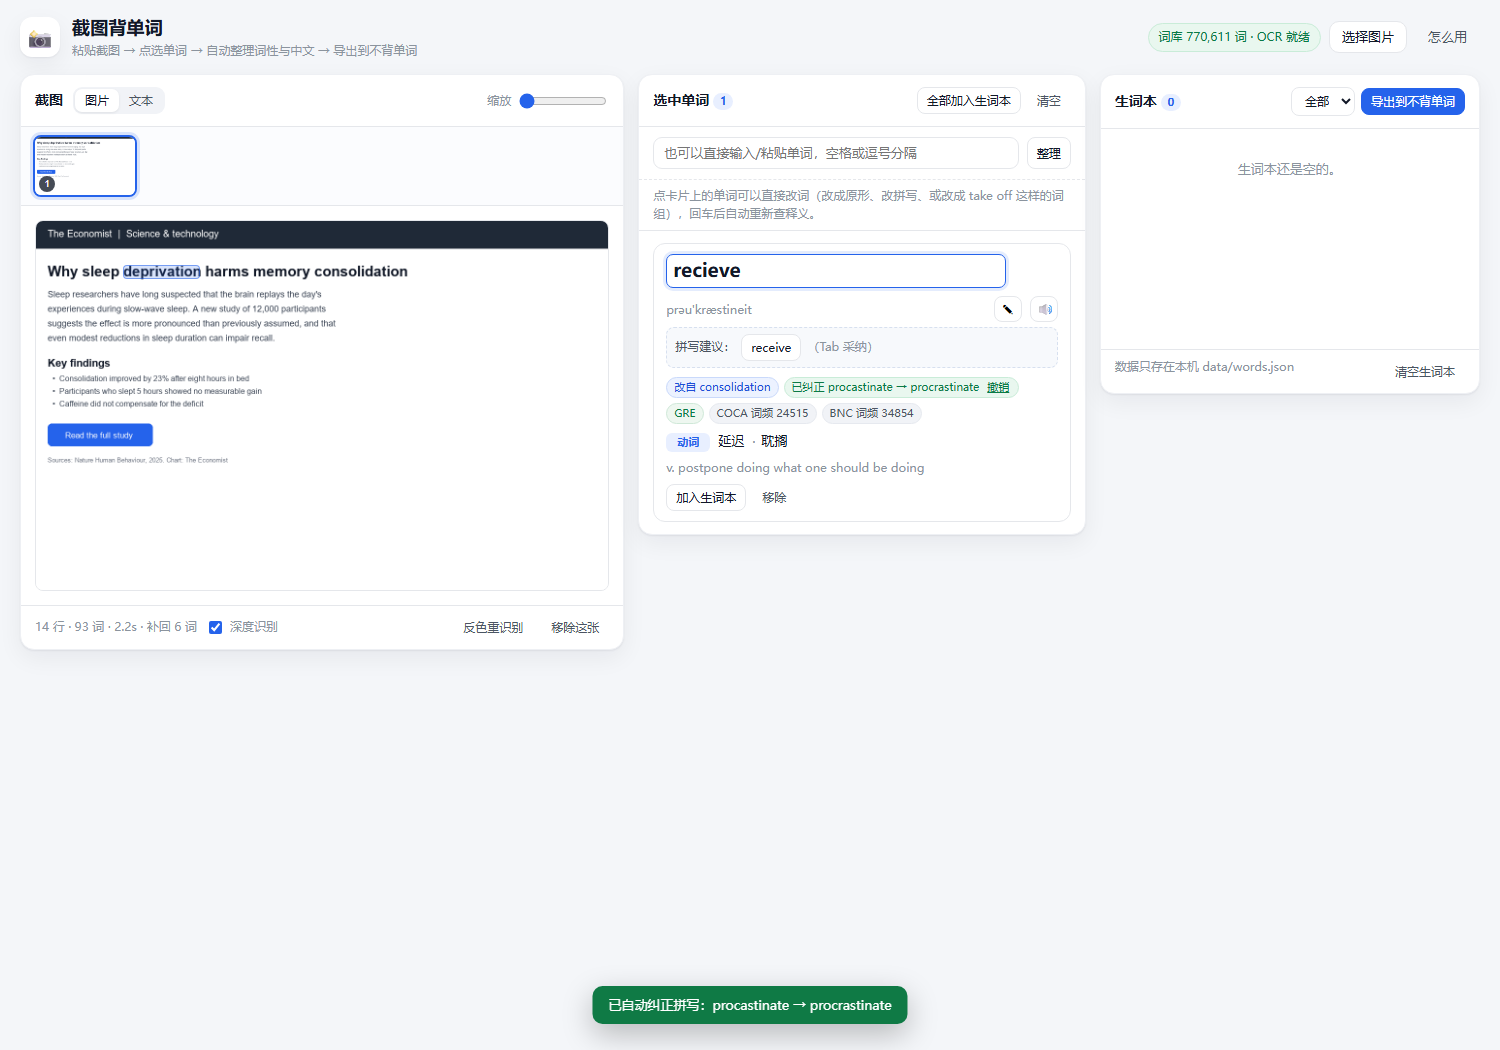 截图背单词
粘贴截图 → 点选单词 → 自动整理词性与中文 → 导出到不背单词
词库 770,611 词 · OCR 就绪
选择图片
怎么用
截图
图片
文本
缩放
1
The Economist | Science & technology
Why sleep deprivation harms memory consolidation
Sleep researchers have long suspected that the brain replays the day's
experiences during slow-wave sleep. A new study of 12,000 participants
suggests the effect is more pronounced than previously assumed, and that
even modest reductions in sleep duration can impair recall.
Key findings
• Consolidation improved by 23% after eight hours in bed
• Participants who slept 5 hours showed no measurable gain
• Caffeine did not compensate for the deficit
Read the full study
Sources: Nature Human Behaviour, 2025. Chart: The Economist
14 行 · 93 词 · 2.2s · 补回 6 词
深度识别
反色重识别
移除这张
选中单词 1
全部加入生词本
清空
也可以直接输入/粘贴单词，空格或逗号分隔
整理
点卡片上的单词可以直接改词（改成原形、改拼写、或改成 take off 这样的词
组），回车后自动重新查释义。
recieve
prәu'kræstineit
拼写建议： receive (Tab 采纳)
改自 consolidation
已纠正 procastinate → procrastinate 撤销
GRE
COCA 词频 24515
BNC 词频 34854
动词 延迟 · 耽搁
v. postpone doing what one should be doing
加入生词本
移除
生词本 0
全部
导出到不背单词
生词本还是空的。
数据只存在本机 data/words.json
清空生词本
已自动纠正拼写：procastinate → procrastinate